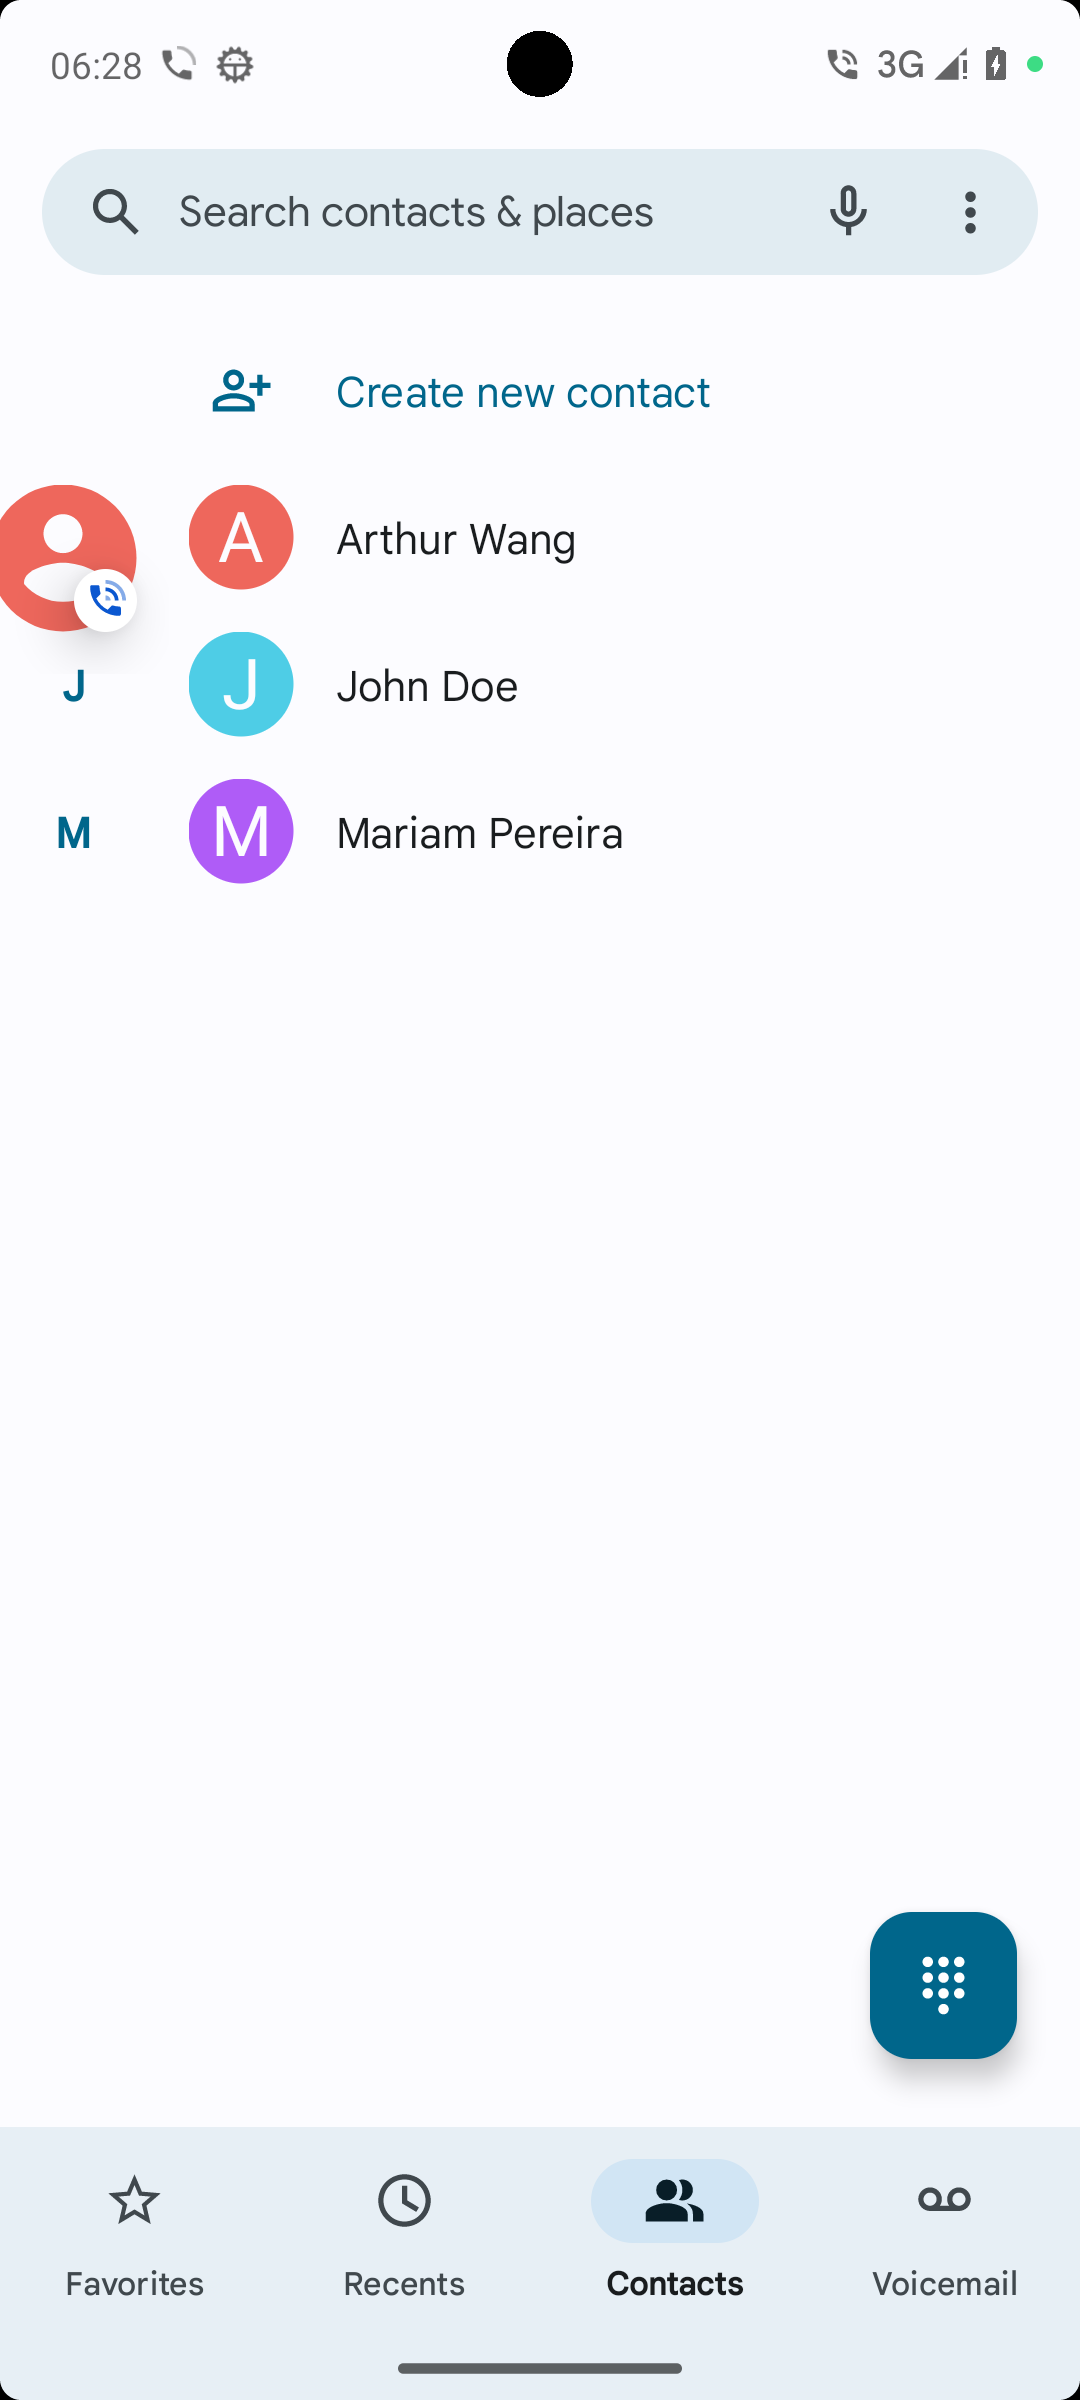 06:28
3G
Search contacts & places
Create new contact
A Arthur Wang
J J John Doe
M M Mariam Pereira
Favorites Recents Contacts Voicemail